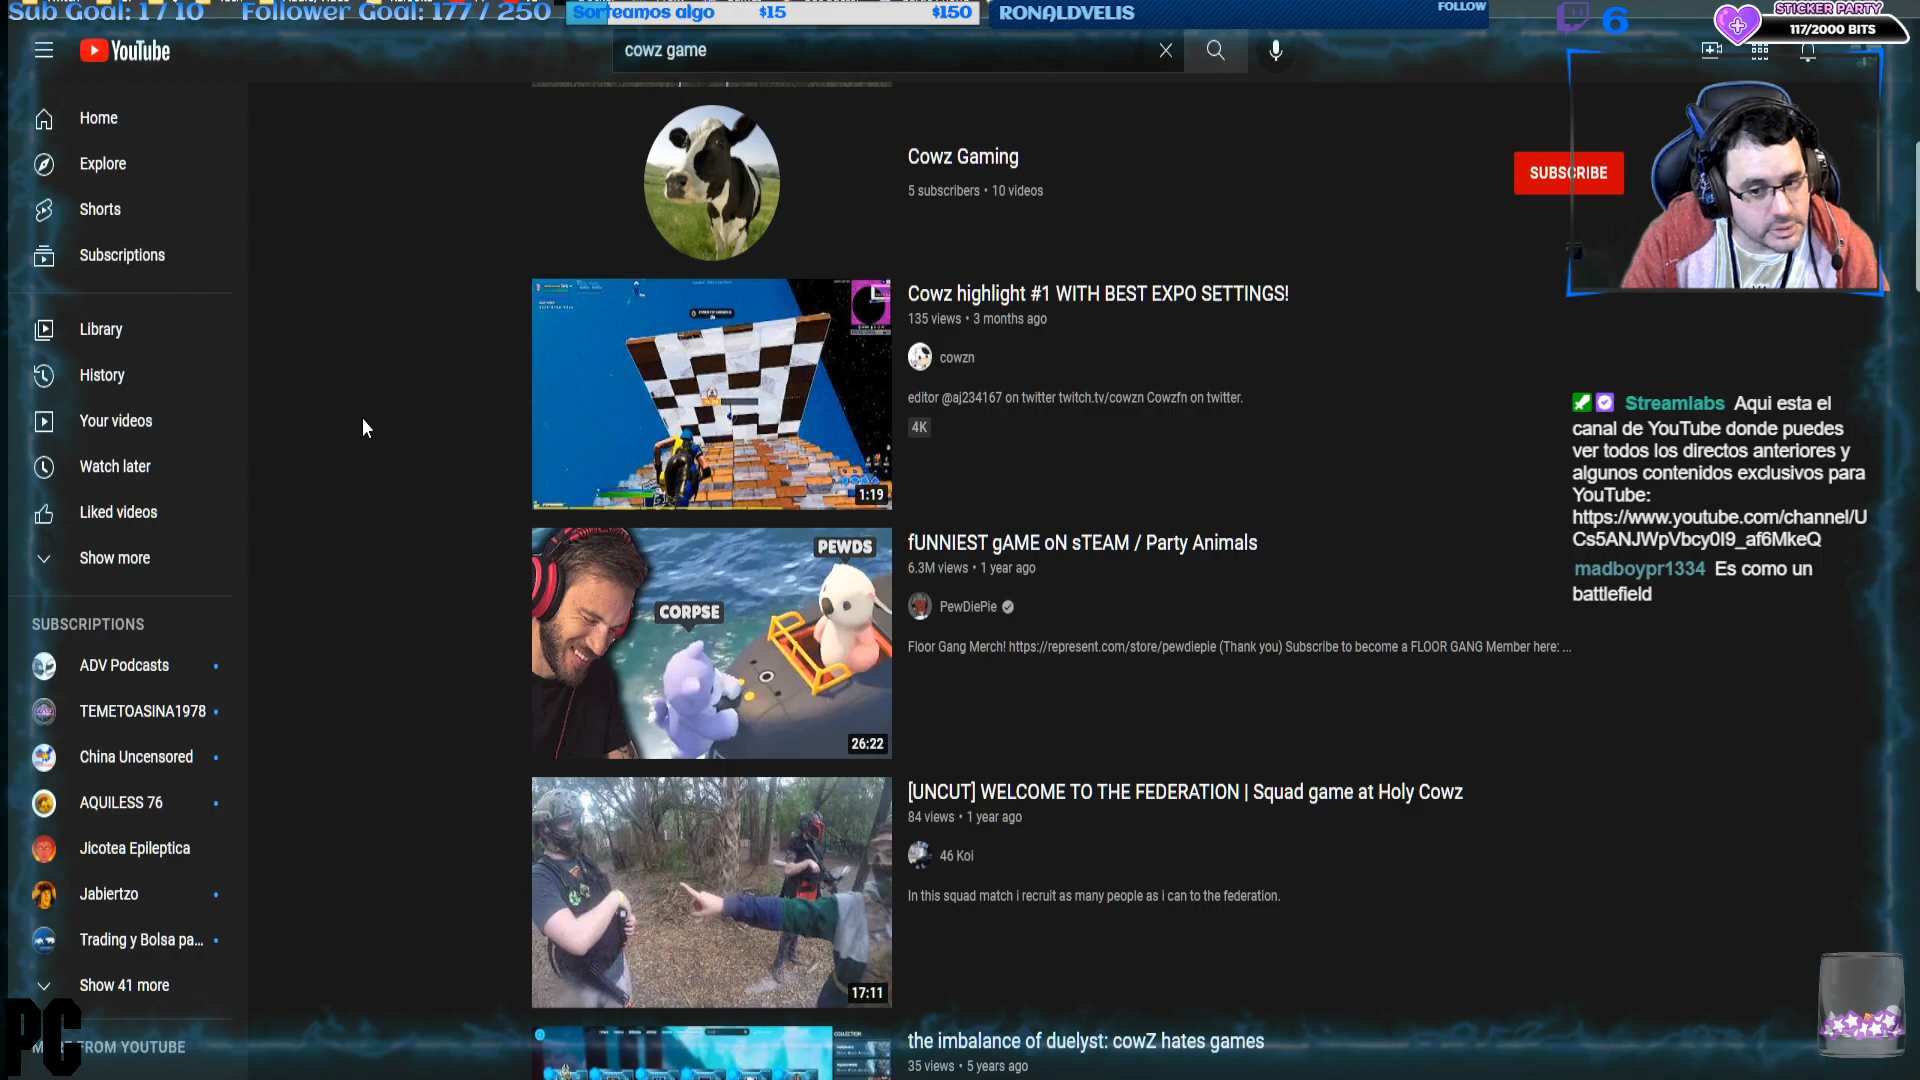 Sub Goal: 1 / 10
Follower Goal: 177 / 250
Sorteamos algo
$15
$150
RONALDVELIS
FOLLOW
6
STICKER PARTY
117/2000 BITS
YouTube
cowz game
Home
Explore
Shorts
Subscriptions
Library
History
Your videos
Watch later
Liked videos
Show more
SUBSCRIPTIONS
ADV Podcasts
TEMETOASINA1978
China Uncensored
AQUILESS 76
Jicotea Epileptica
Jabiertzo
Trading y Bolsa pa...
Show 41 more
FROM YOUTUBE
PC
Cowz Gaming
5 subscribers • 10 videos
SUBSCRIBE
Cowz highlight #1 WITH BEST EXPO SETTINGS!
135 views • 3 months ago
cowzn
editor @aj234167 on twitter twitch.tv/cowzn Cowzfn on twitter.
4K
1:19
PEWDS
CORPSE
26:22
fUNNIEST gAME oN sTEAM / Party Animals
6.3M views • 1 year ago
PewDiePie
Floor Gang Merch! https://represent.com/store/pewdiepie (Thank you) Subscribe to become a FLOOR GANG Member here: ...
17:11
[UNCUT] WELCOME TO THE FEDERATION | Squad game at Holy Cowz
84 views • 1 year ago
46 Koi
In this squad match i recruit as many people as i can to the federation.
the imbalance of duelyst: cowZ hates games
35 views • 5 years ago
Streamlabs Aqui esta el
canal de YouTube donde puedes
ver todos los directos anteriores y
algunos contenidos exclusivos para
YouTube:
https://www.youtube.com/channel/U
Cs5ANJWpVbcy0I9_af6MkeQ
madboypr1334 Es como un
battlefield